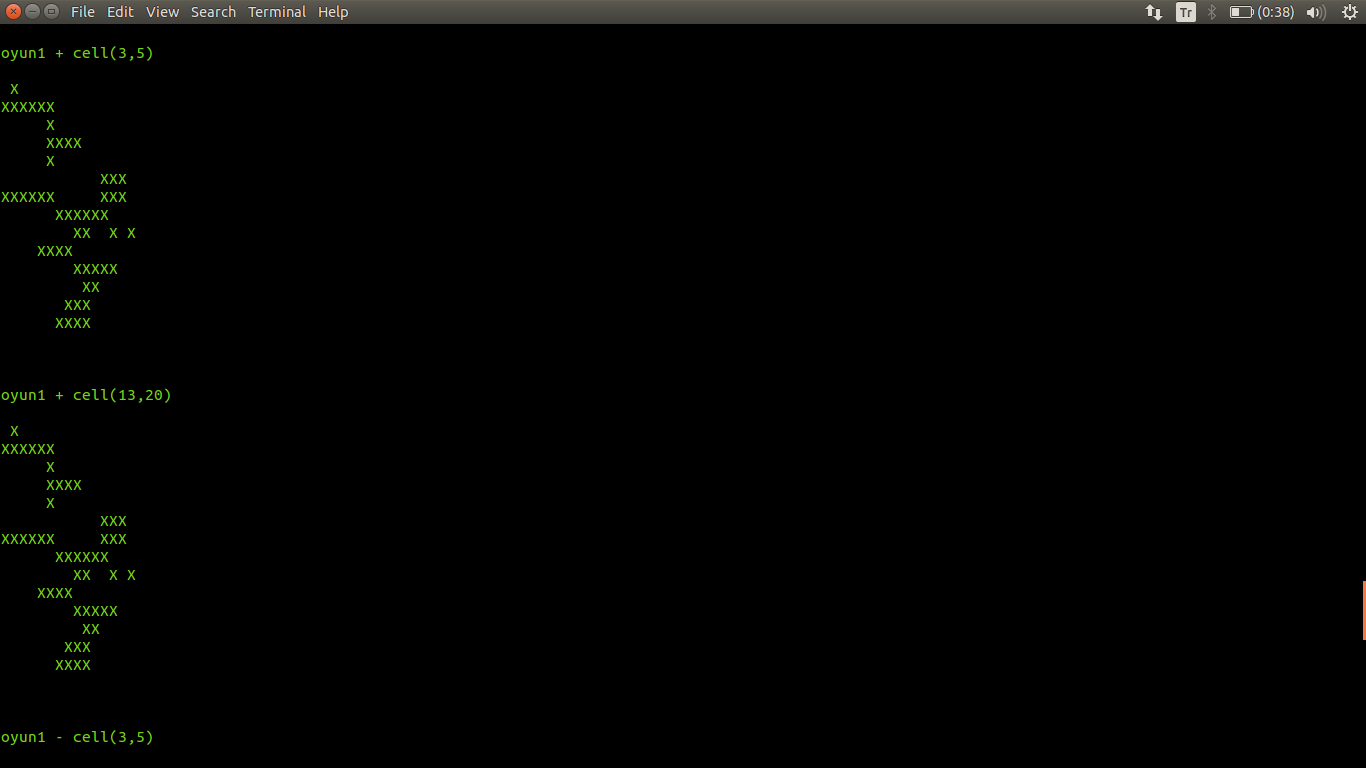 File Edit View Search Terminal Help Tr (0:38)
oyun1 + cell(3,5)
 X
XXXXXX
     X
     XXXX
     X
           XXX
XXXXXX     XXX
      XXXXXX
        XX  X X
    XXXX
        XXXXX
         XX
       XXX
      XXXX
oyun1 + cell(13,20)
 X
XXXXXX
     X
     XXXX
     X
           XXX
XXXXXX     XXX
      XXXXXX
        XX  X X
    XXXX
        XXXXX
         XX
       XXX
      XXXX
oyun1 - cell(3,5)